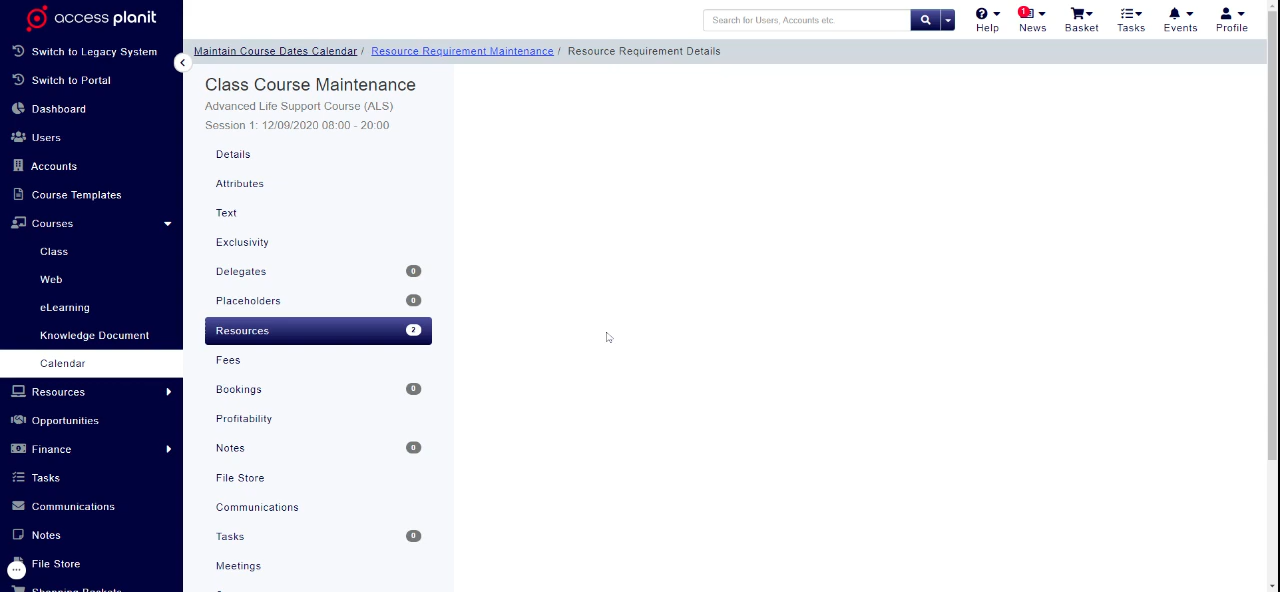 access planit
Help
News
1
Basket
Tasks
Events
Profile
Search for Users, Accounts etc.
Switch to Legacy System
Switch to Portal
Dashboard
Users
Accounts
Course Templates
Courses
Class
Web
eLearning
Knowledge Document
Calendar
Resources
Opportunities
Finance
Tasks
Communications
Notes
File Store
Maintain Course Dates Calendar / Resource Requirement Maintenance / Resource Requirement Details
Class Course Maintenance
Advanced Life Support Course (ALS)
Session 1: 12/09/2020 08:00 - 20:00
Details
Attributes
Text
Exclusivity
Delegates 0
Placeholders 0
Resources 2
Fees
Bookings 0
Profitability
Notes 0
File Store
Communications
Tasks 0
Meetings